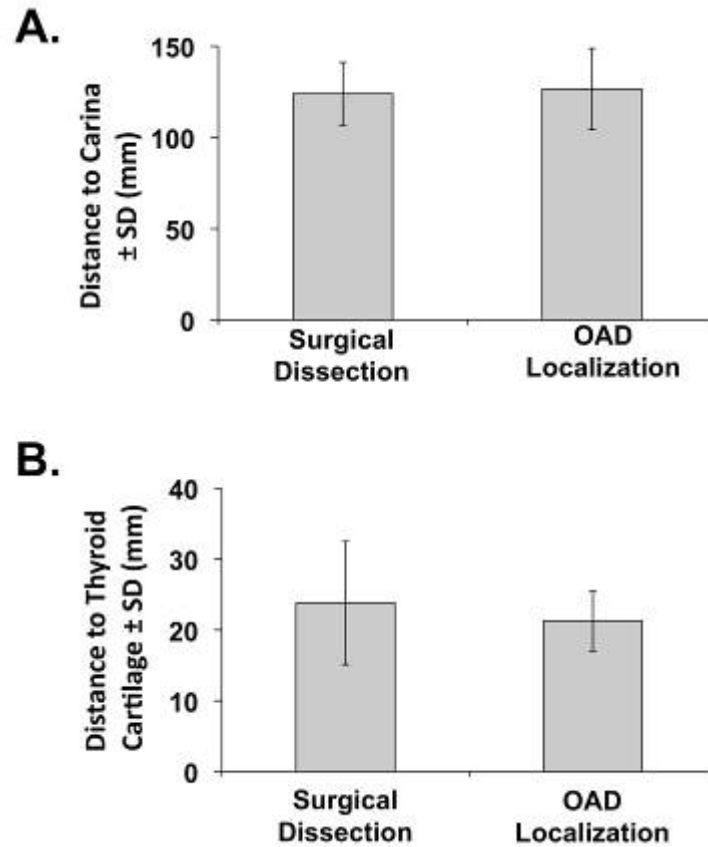 A.
Distance to Carina
± SD (mm)
150
100
50
0
Surgical
Dissection
OAD
Localization
B.
Distance to Thyroid
Cartilage ± SD (mm)
40
30
20
10
0
Surgical
Dissection
OAD
Localization